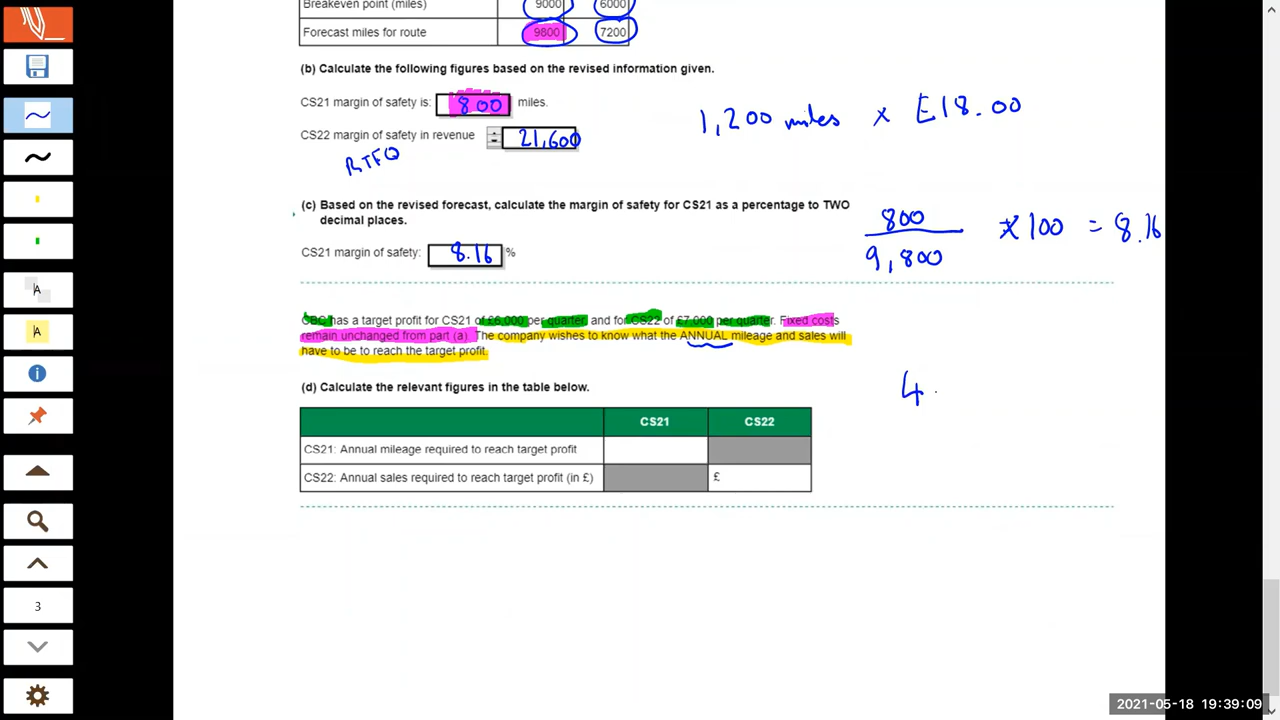 Breakeven point (miles) 9000 6000
Forecast miles for route 9800 7200
(b) Calculate the following figures based on the revised information given.
CS21 margin of safety is: 800 miles.
1,200 miles x £18.00
CS22 margin of safety in revenue 21,600
RTFQ
(c) Based on the revised forecast, calculate the margin of safety for CS21 as a percentage to TWO
decimal places.
800
9,800
x 100 = 8.16
CS21 margin of safety: 8.16 %
CBC has a target profit for CS21 of £6,000 per quarter, and for CS22 of £7,000 per quarter. Fixed costs
remain unchanged from part (a). The company wishes to know what the ANNUAL mileage and sales will
have to be to reach the target profit.
(d) Calculate the relevant figures in the table below.
4.
CS21 CS22
CS21: Annual mileage required to reach target profit
CS22: Annual sales required to reach target profit (in £) £
A
A
3
2021-05-18 19:39:09